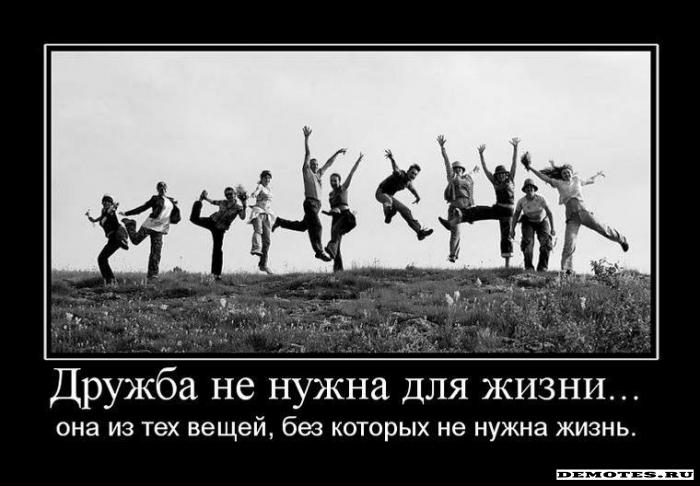 Дружба не нужна для жизни...
она из тех вещей, без которых не нужна жизнь.
DEMOTES.RU